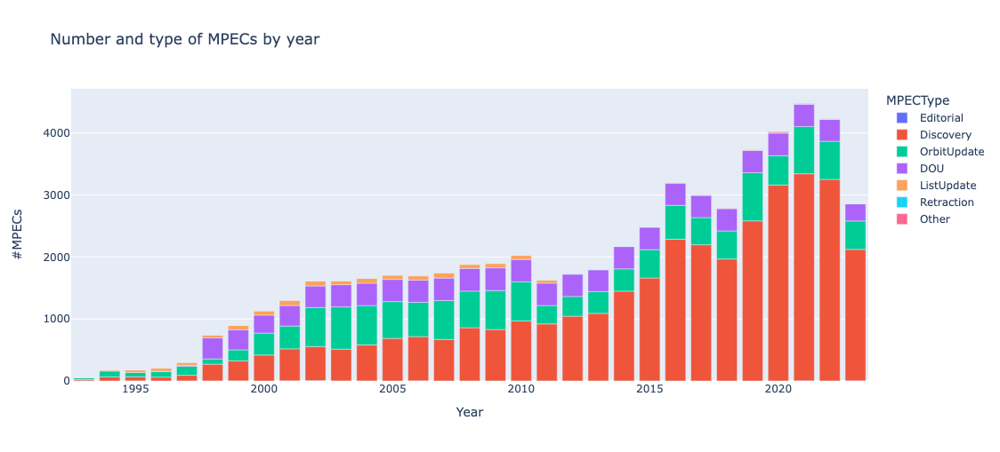 Number and type of MPECs by year
#MPECs
4000
3000
2000
1000
0
1995
2000
2005
2010
2015
2020
Year
MPECType
Editorial
Discovery
OrbitUpdate
DOU
ListUpdate
Retraction
Other